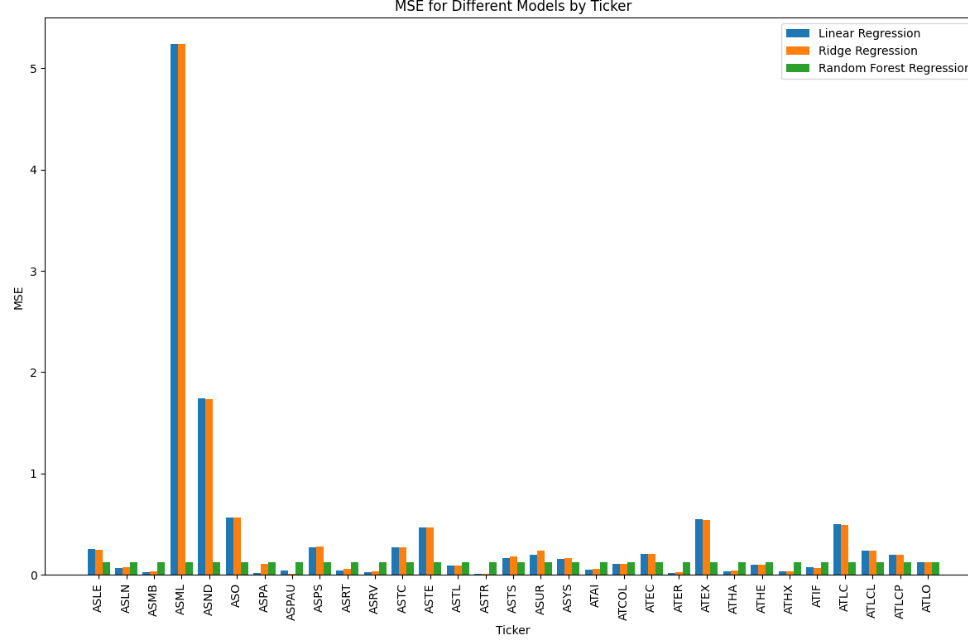 MSE for Different Models by Ticker
Linear Regression
Ridge Regression
Random Forest Regression
5
4
3
2
1
0
MSE
ASLE ASLN ASMB ASML ASND ASO ASPA ASPAU ASPS ASRT ASRV ASTC ASTE ASTL ASTR ASTS ASUR ASYS ATAI ATCOL ATEC ATER ATEX ATHA ATHE ATHX ATIF ATLC ATLCL ATLCP ATLO
Ticker